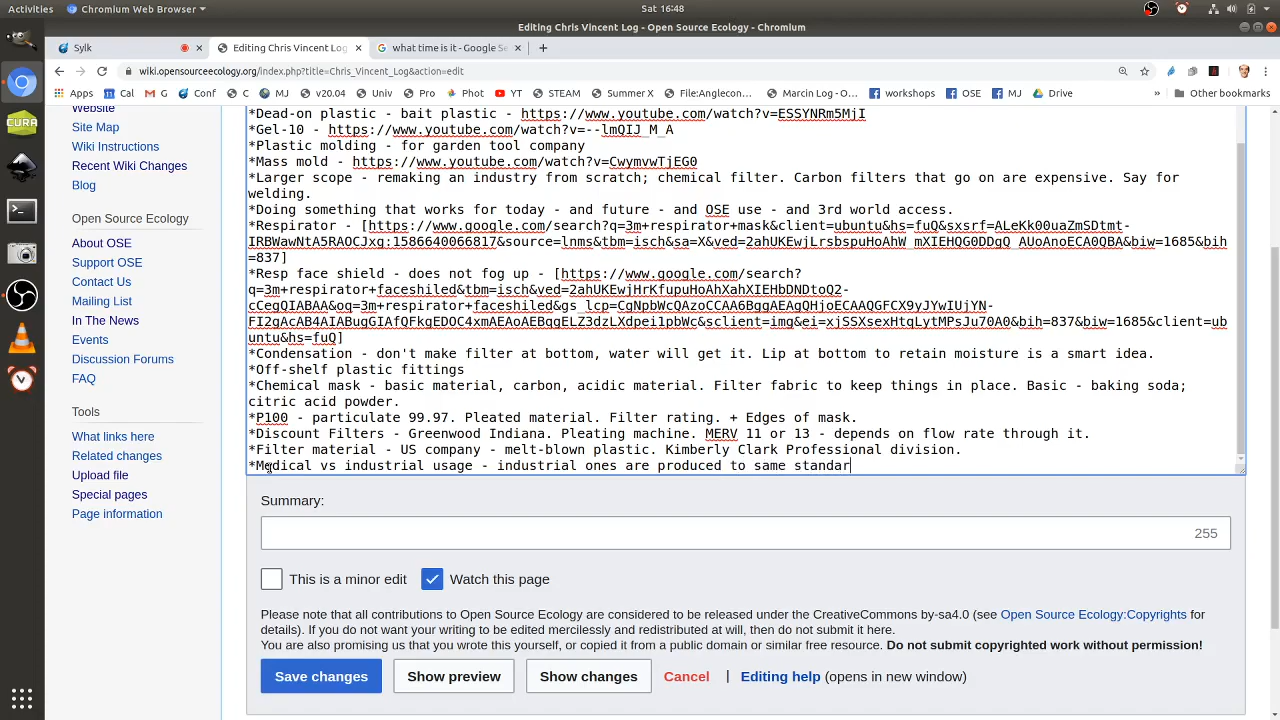 Activities
Chromium Web Browser
Sat 16:48
Editing Chris Vincent Log - Open Source Ecology - Chromium
Sylk
Editing Chris Vincent Log
what time is it - Google Se
wiki.opensourceecology.org/index.php?title=Chris_Vincent_Log&action=edit
Apps
Cal
G
Conf
C
MJ
v20.04
Univ
Pro
Phot
YT
STEAM
Summer X
File:Anglecon...
Marcin Log - O...
workshops
OSE
MJ
Drive
»
Other bookmarks
Website
Site Map
Wiki Instructions
Recent Wiki Changes
Blog
Open Source Ecology
About OSE
Support OSE
Contact Us
Mailing List
In The News
Events
Discussion Forums
FAQ
Tools
What links here
Related changes
Upload file
Special pages
Page information
*Dead-on plastic - bait plastic - https://www.youtube.com/watch?v=ESSYNRm5MjI
*Gel-10 - https://www.youtube.com/watch?v=--lmQIJ_M_A
*Plastic molding - for garden tool company
*Mass mold - https://www.youtube.com/watch?v=CwymvwTjEG0
*Larger scope - remaking an industry from scratch; chemical filter. Carbon filters that go on are expensive. Say for
welding.
*Doing something that works for today - and future - and OSE use - and 3rd world access.
*Respirator - [https://www.google.com/search?q=3m+respirator+mask&client=ubuntu&hs=fuQ&sxsrf=ALeKk00uaZmSDtmt-
IRBWawNtA5RAOCJxg:1586640066817&source=lnms&tbm=isch&sa=X&ved=2ahUKEwjLrsbspuHoAhW_mXIEHQG0DDgQ_AUoAnoECA0QBA&biw=1685&bih
=837]
*Resp face shield - does not fog up - [https://www.google.com/search?
q=3m+respirator+faceshiled&tbm=isch&ved=2ahUKEwjHrKfupuHoAhXahXIEHbDNDtoQ2-
cCegQIABAA&oq=3m+respirator+faceshiled&gs_lcp=CgNpbWcQAzoCCAA6BggAEAgQHjoECAAQGFCX9yJYwIUjYN-
FI2gAcAB4AIABugGIAfQFkgEDOC4xmAEAoAEBqgELZ3dzLXdpei1pbWc&sclient=img&ei=xjSSXsexHtqLytMPsJu70A0&bih=837&biw=1685&client=ub
untu&hs=fuQ]
*Condensation - don't make filter at bottom, water will get it. Lip at bottom to retain moisture is a smart idea.
*Off-shelf plastic fittings
*Chemical mask - basic material, carbon, acidic material. Filter fabric to keep things in place. Basic - baking soda;
citric acid powder.
*P100 - particulate 99.97. Pleated material. Filter rating. + Edges of mask.
*Discount Filters - Greenwood Indiana. Pleating machine. MERV 11 or 13 - depends on flow rate through it.
*Filter material - US company - melt-blown plastic. Kimberly Clark Professional division.
*Medical vs industrial usage - industrial ones are produced to same standar
Summary:
255
This is a minor edit
Watch this page
Please note that all contributions to Open Source Ecology are considered to be released under the CreativeCommons by-sa4.0 (see Open Source Ecology:Copyrights for
details). If you do not want your writing to be edited mercilessly and redistributed at will, then do not submit it here.
You are also promising us that you wrote this yourself, or copied it from a public domain or similar free resource. Do not submit copyrighted work without permission!
Save changes
Show preview
Show changes
Cancel
|
Editing help (opens in new window)